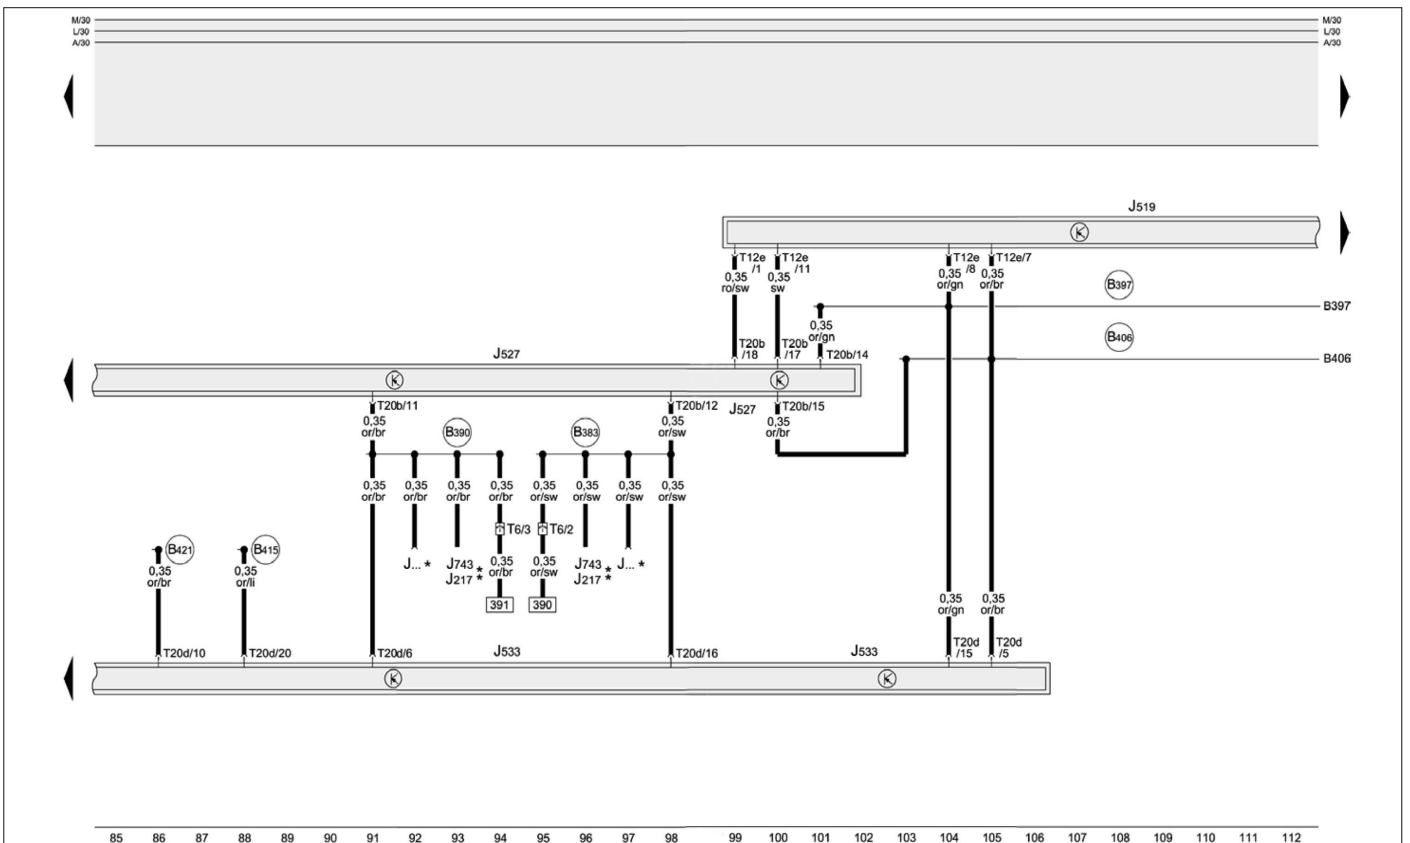 M/30 M/30
L/30 L/30
A/30 A/30
J519
T12e T12e T12e T12e/7
/1 /11 /8
0,35 0,35 0,35 0,35
ro/sw sw or/gn or/br
B397
B397
0,35
or/gn
B406
T20b T20b
/18 /17 T20b/14
B406
J527
T20b/11 T20b/12 J527 T20b/15
0,35 0,35 0,35
or/br or/sw or/br
B390 B383
0,35 0,35 0,35 0,35 0,35 0,35 0,35 0,35
or/br or/br or/br or/br or/sw or/sw or/sw or/sw
T6/3 T6/2
B421 B415
J... * J743 * 0,35 0,35 J743 * J... *
J217 * or/br or/sw J217 *
0,35 0,35
or/br or/li
391 390
0,35 0,35
or/gn or/br
T20d/10 T20d/20 T20d/6 J533 T20d/16 J533 T20d T20d
/15 /5
85 86 87 88 89 90 91 92 93 94 95 96 97 98 99 100 101 102 103 104 105 106 107 108 109 110 111 112